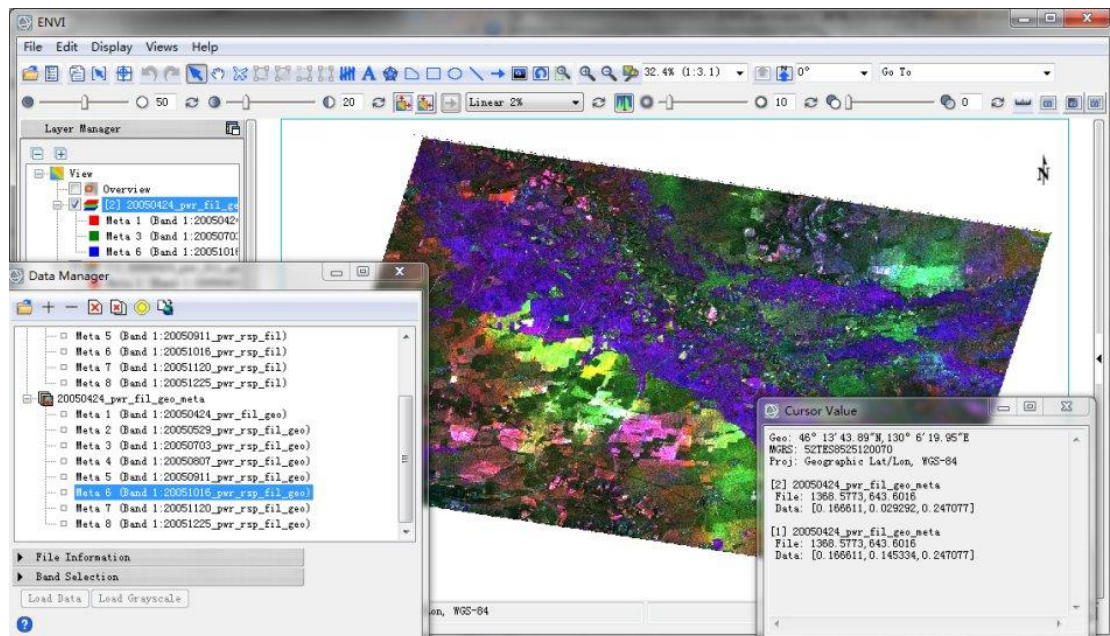 ENVI
File Edit Display Views Help
32.4% (1:3.1) 0° Go To
50 20 Linear 2% 10 0
Layer Manager
View
Overview
[2] 20050424_pwr_fil_ge
Meta 1 (Band 1:2005042
Meta 3 (Band 1:2005070
Meta 6 (Band 1:2005101
N
Data Manager
Meta 5 (Band 1:20050911_pwr_rsp_fil)
Meta 6 (Band 1:20051016_pwr_rsp_fil)
Meta 7 (Band 1:20051120_pwr_rsp_fil)
Meta 8 (Band 1:20051225_pwr_rsp_fil)
20050424_pwr_fil_geo_meta
Meta 1 (Band 1:20050424_pwr_fil_geo)
Meta 2 (Band 1:20050529_pwr_rsp_fil_geo)
Meta 3 (Band 1:20050703_pwr_rsp_fil_geo)
Meta 4 (Band 1:20050807_pwr_rsp_fil_geo)
Meta 5 (Band 1:20050911_pwr_rsp_fil_geo)
Meta 6 (Band 1:20051016_pwr_rsp_fil_geo)
Meta 7 (Band 1:20051120_pwr_rsp_fil_geo)
Meta 8 (Band 1:20051225_pwr_rsp_fil_geo)
File Information
Band Selection
Load Data Load Grayscale
on, WGS-84
Cursor Value
Geo: 46° 13'43.89"N,130° 6'19.95"E
MGRS: 52TES8525120070
Proj: Geographic Lat/Lon, WGS-84
[2] 20050424_pwr_fil_geo_meta
File: 1368.5773,643.6016
Data: [0.166611,0.029292,0.247077]
[1] 20050424_pwr_fil_geo_meta
File: 1368.5773,643.6016
Data: [0.166611,0.145334,0.247077]